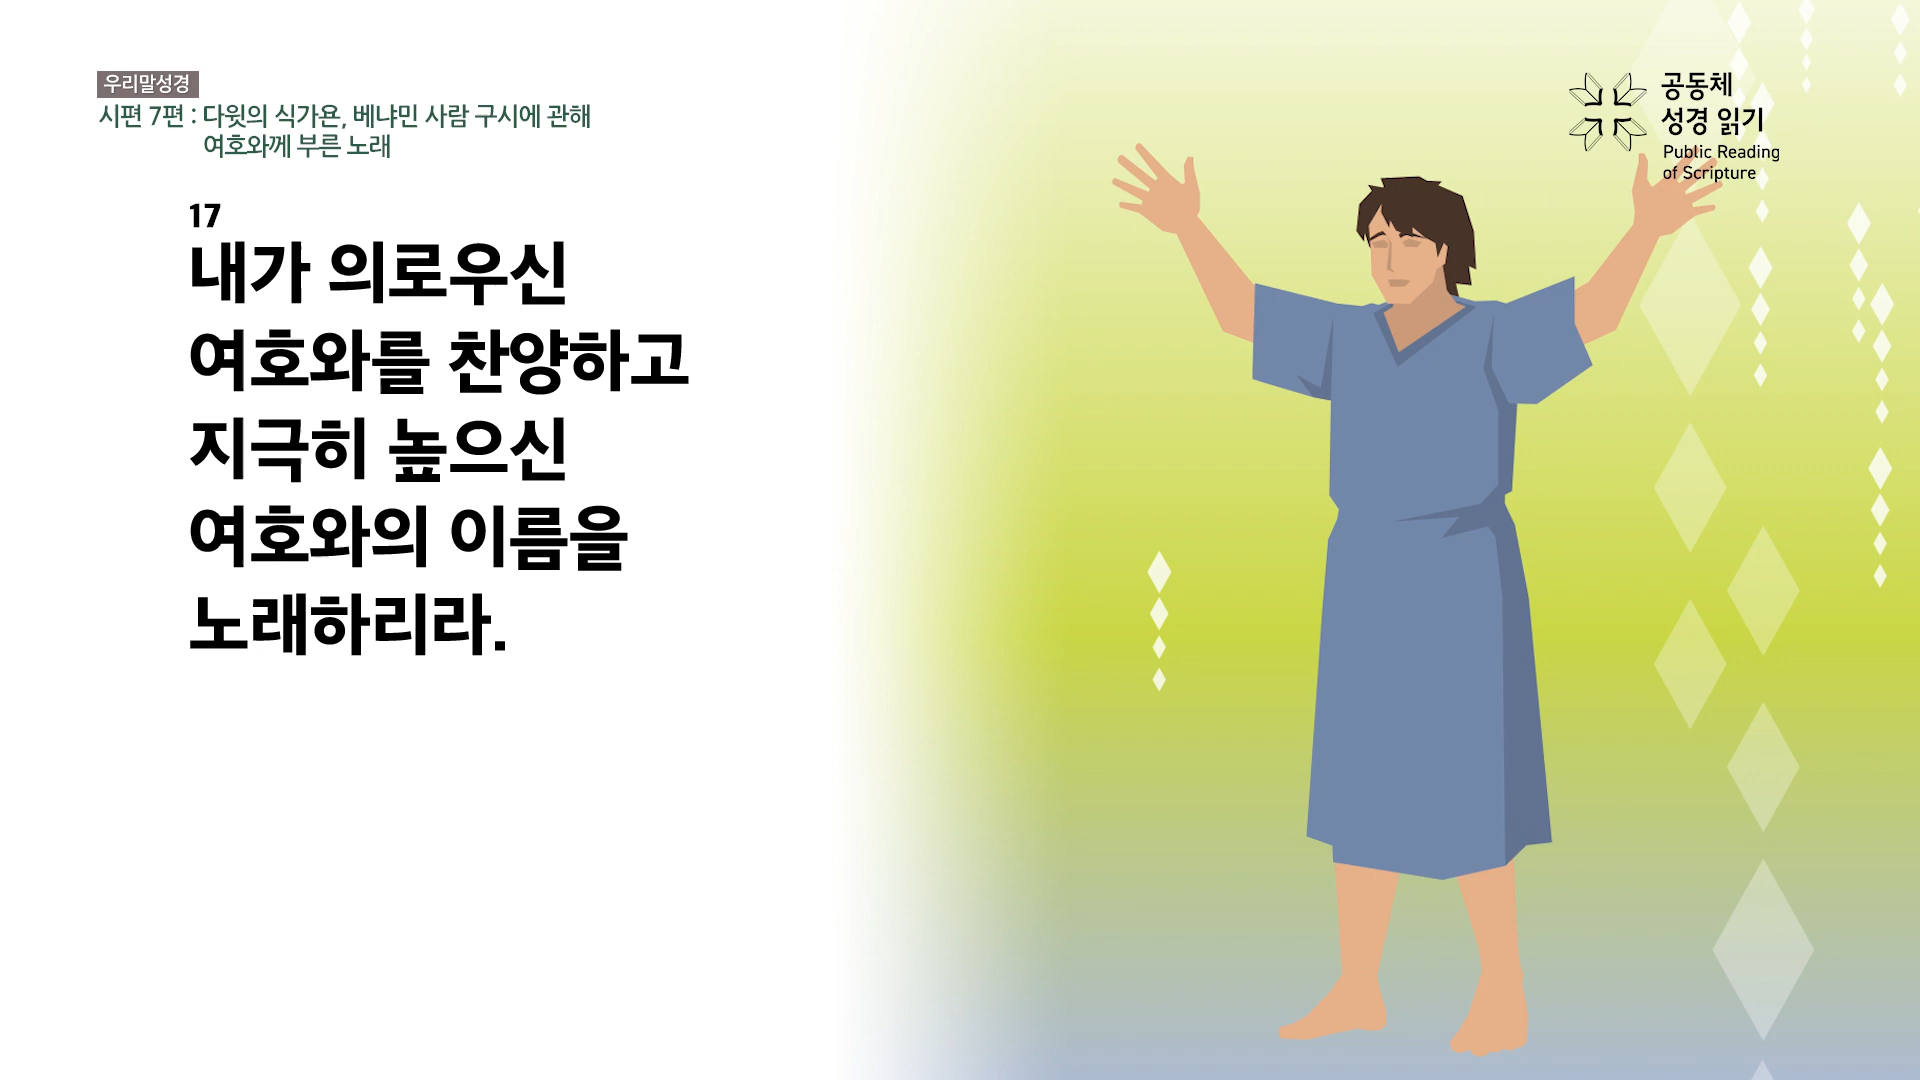 우리말성경
시편 7편 : 다윗의 식가욘, 베냐민 사람 구시에 관해
여호와께 부른 노래
17
내가 의로우신
여호와를 찬양하고
지극히 높으신
여호와의 이름을
노래하리라.
공동체
성경 읽기
Public Reading
of Scripture